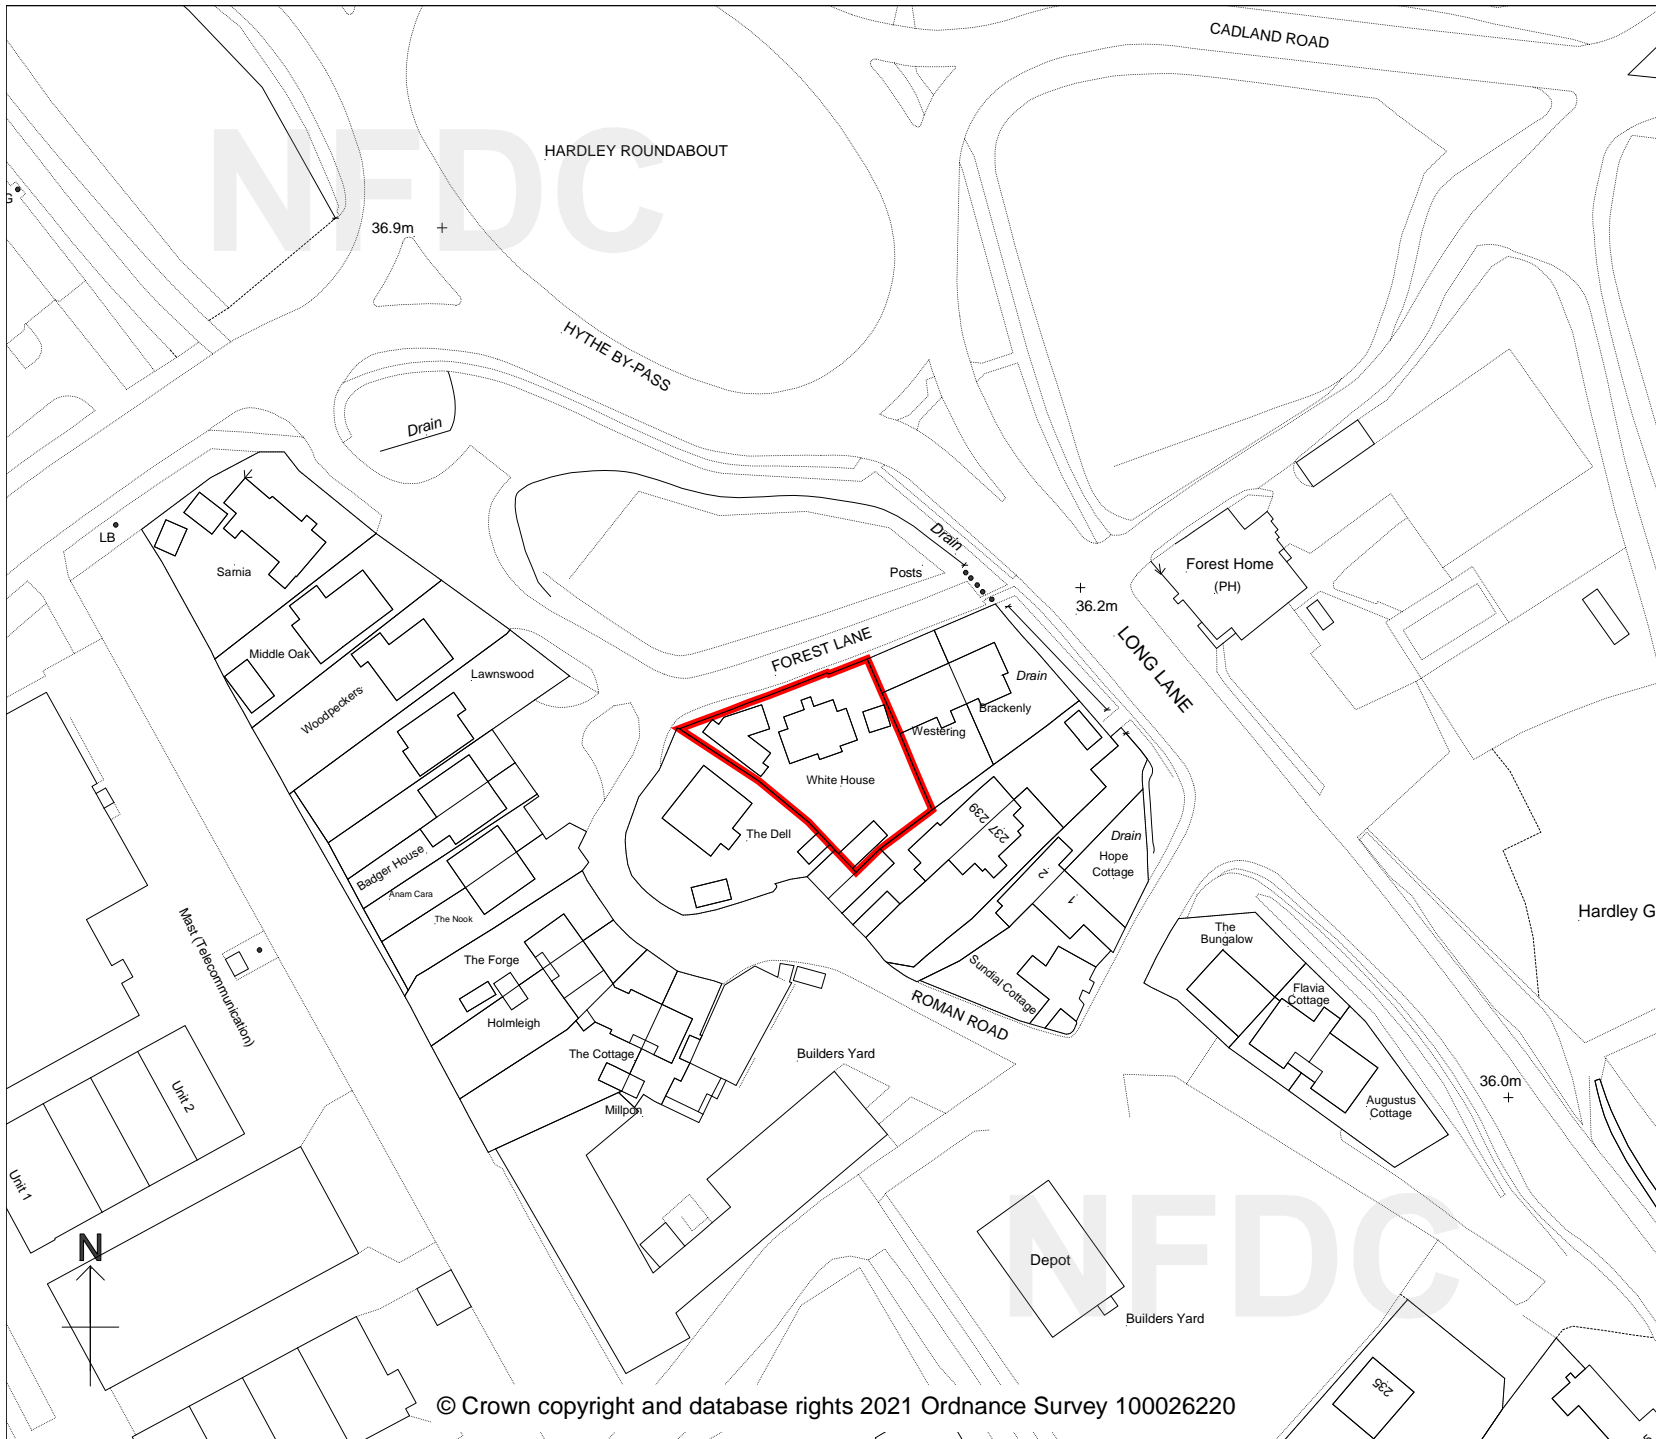 CADLAND ROAD
NFDC
HARDLEY ROUNDABOUT
36.9m
HYTHE BY-PASS
Drain
LB
Sarnia
Drain
Posts
Forest Home
(PH)
36.2m
FOREST LANE
LONG LANE
Middle Oak
Lawnswood
Woodpeckers
Drain
Brackenly
Westering
White House
The Dell
237 239
Drain
Hope
Cottage
2
1
Badger House
Anam Cara
The Nook
Mast (Telecommunication)
The Forge
Holmleigh
The Cottage
Millpon
Sundial Cottage
ROMAN ROAD
The
Bungalow
Flavia
Cottage
Hardley G
Builders Yard
36.0m
Augustus
Cottage
Unit 2
Unit 1
N
NFDC
Depot
Builders Yard
235
© Crown copyright and database rights 2021 Ordnance Survey 100026220